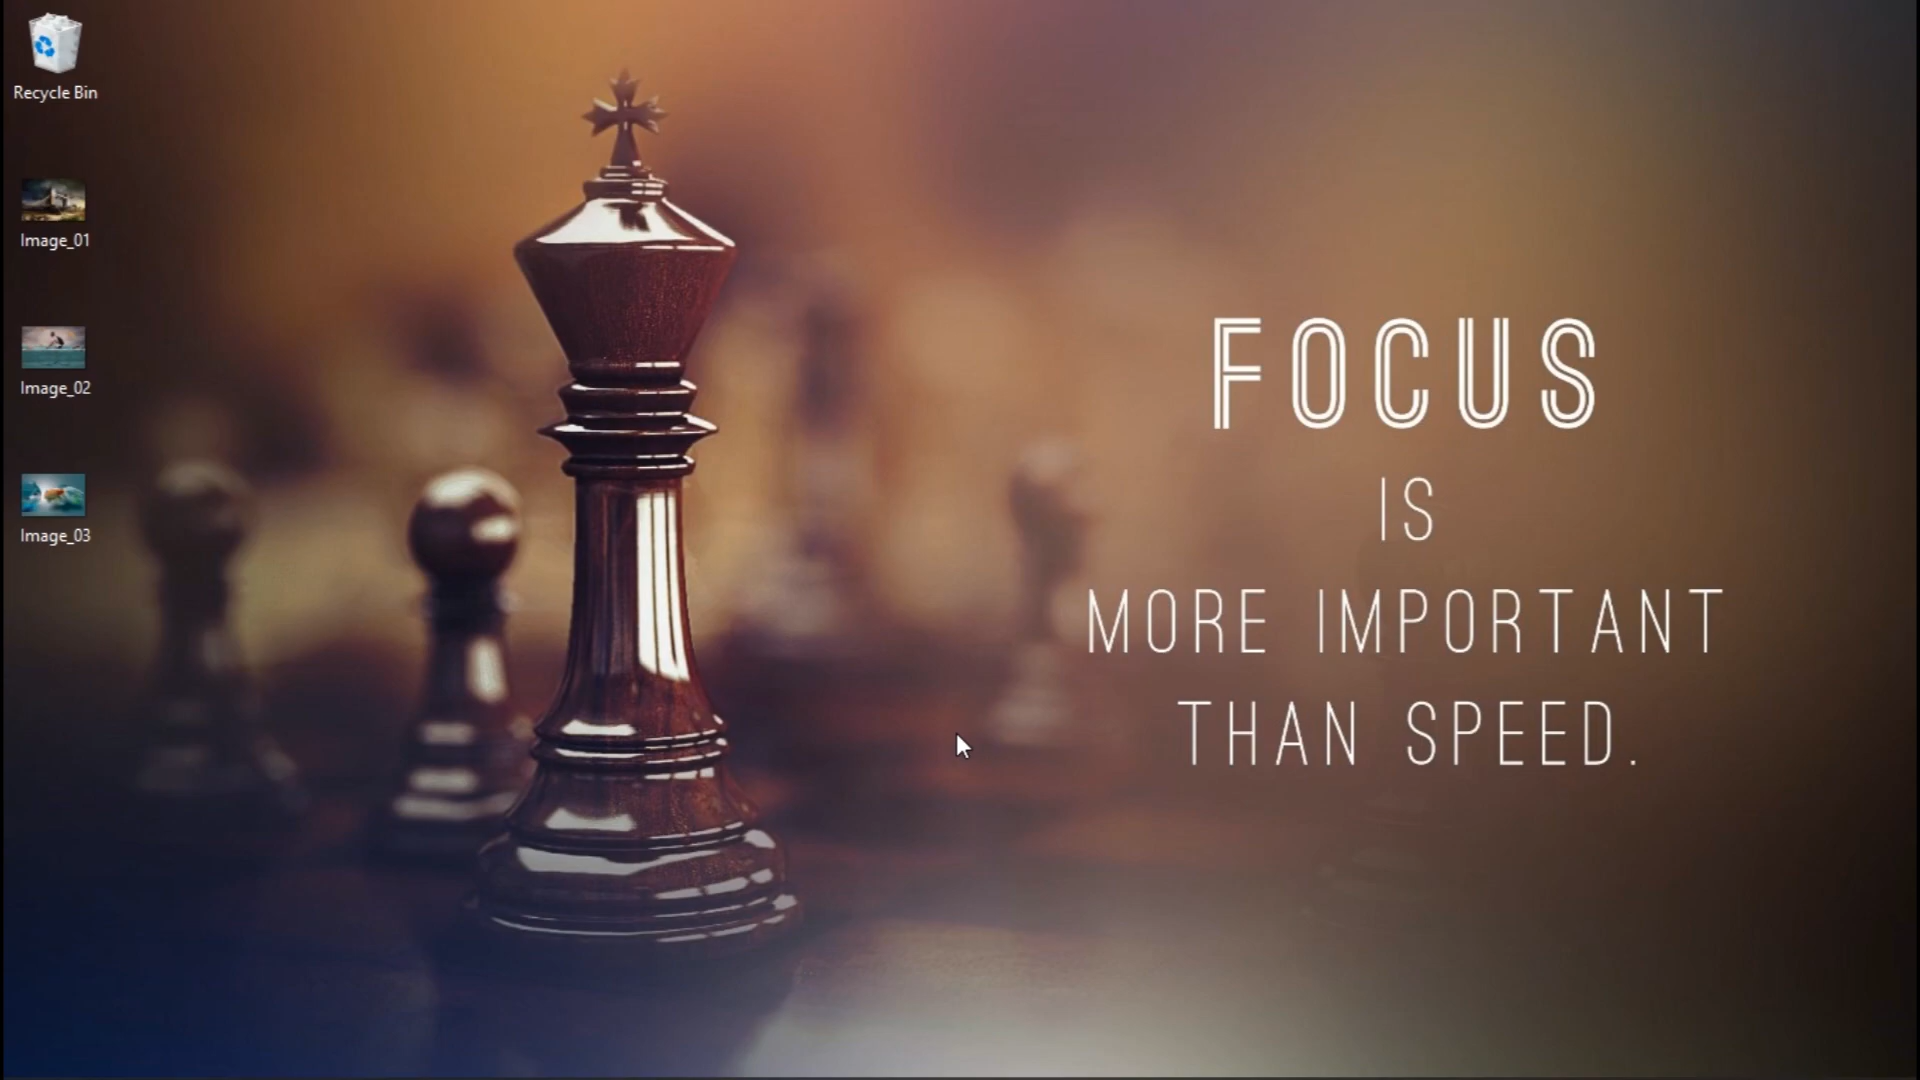 Recycle Bin
Image_01
Image_02
Image_03
FOCUS
IS
MORE IMPORTANT
THAN SPEED.